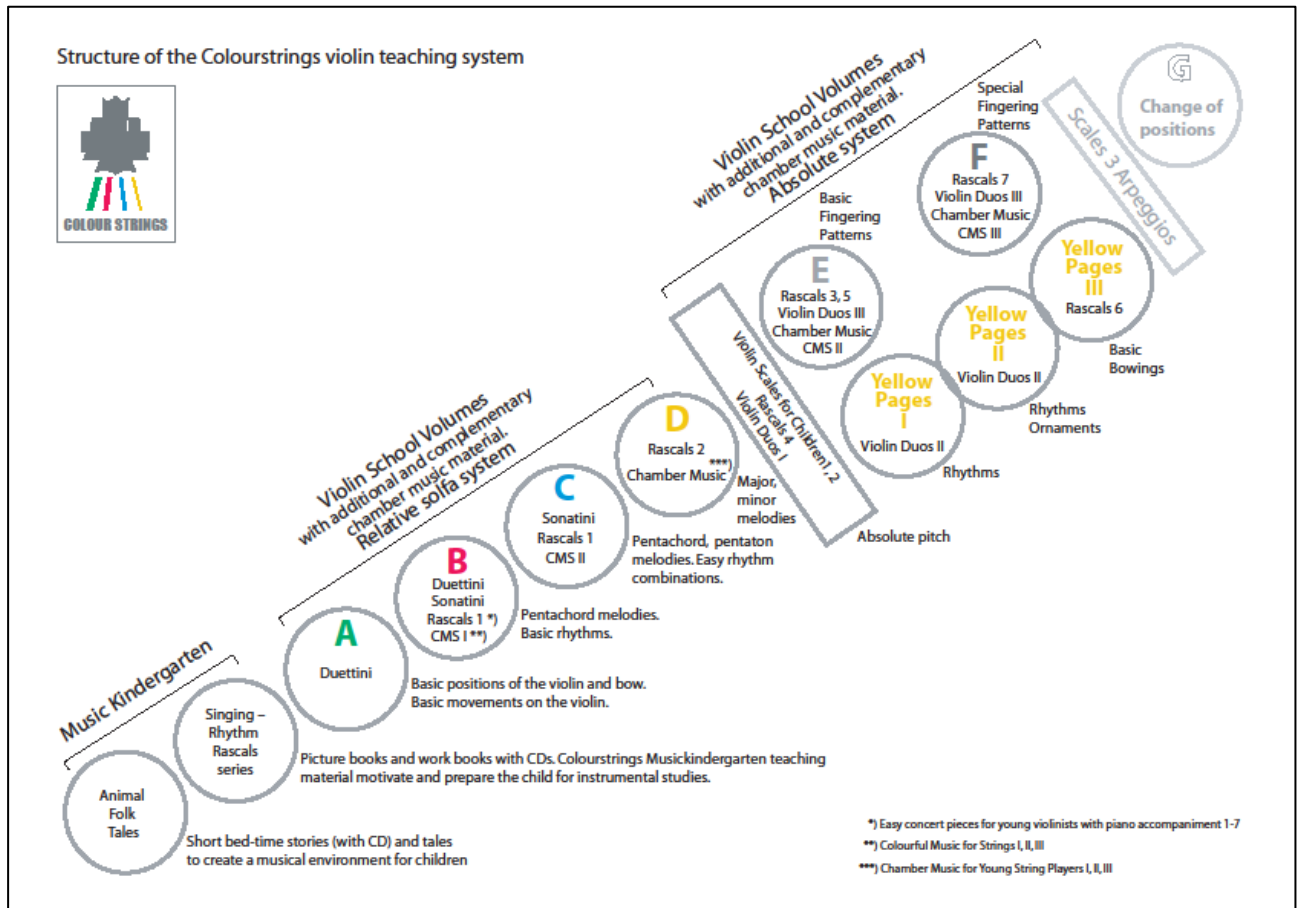 Structure of the Colourstrings violin teaching system
COLOUR STRINGS
Music Kindergarten
Animal
Folk
Tales
Short bed-time stories (with CD) and tales
to create a musical environment for children
Singing –
Rhythm
Rascals
series
Picture books and work books with CDs. Colourstrings Musickindergarten teaching
material motivate and prepare the child for instrumental studies.
Violin School Volumes
with additional and complementary
chamber music material.
Relative solfa system
A
Duettini
Basic positions of the violin and bow.
Basic movements on the violin.
B
Duettini
Sonatini
Rascals 1 *)
CMS I **)
Pentachord melodies.
Basic rhythms.
C
Sonatini
Rascals 1
CMS II
Pentachord, pentaton
melodies. Easy rhythm
combinations.
D
Rascals 2
Chamber Music ***)
Major,
minor
melodies
Violin Scales for Children1, 2
Rascals 4
Violin Duos I
Absolute pitch
Violin School Volumes
with additional and complementary
chamber music material.
Absolute system
Basic
Fingering
Patterns
E
Rascals 3, 5
Violin Duos III
Chamber Music
CMS II
Yellow
Pages
I
Violin Duos II
Rhythms
Yellow
Pages
II
Violin Duos II
Rhythms
Ornaments
Yellow
Pages
III
Rascals 6
Basic
Bowings
Special
Fingering
Patterns
F
Rascals 7
Violin Duos III
Chamber Music
CMS III
Scales 3 Arpeggios
G
Change of
positions
*) Easy concert pieces for young violinists with piano accompaniment 1-7
**) Colourful Music for Strings I, II, III
***) Chamber Music for Young String Players I, II, III